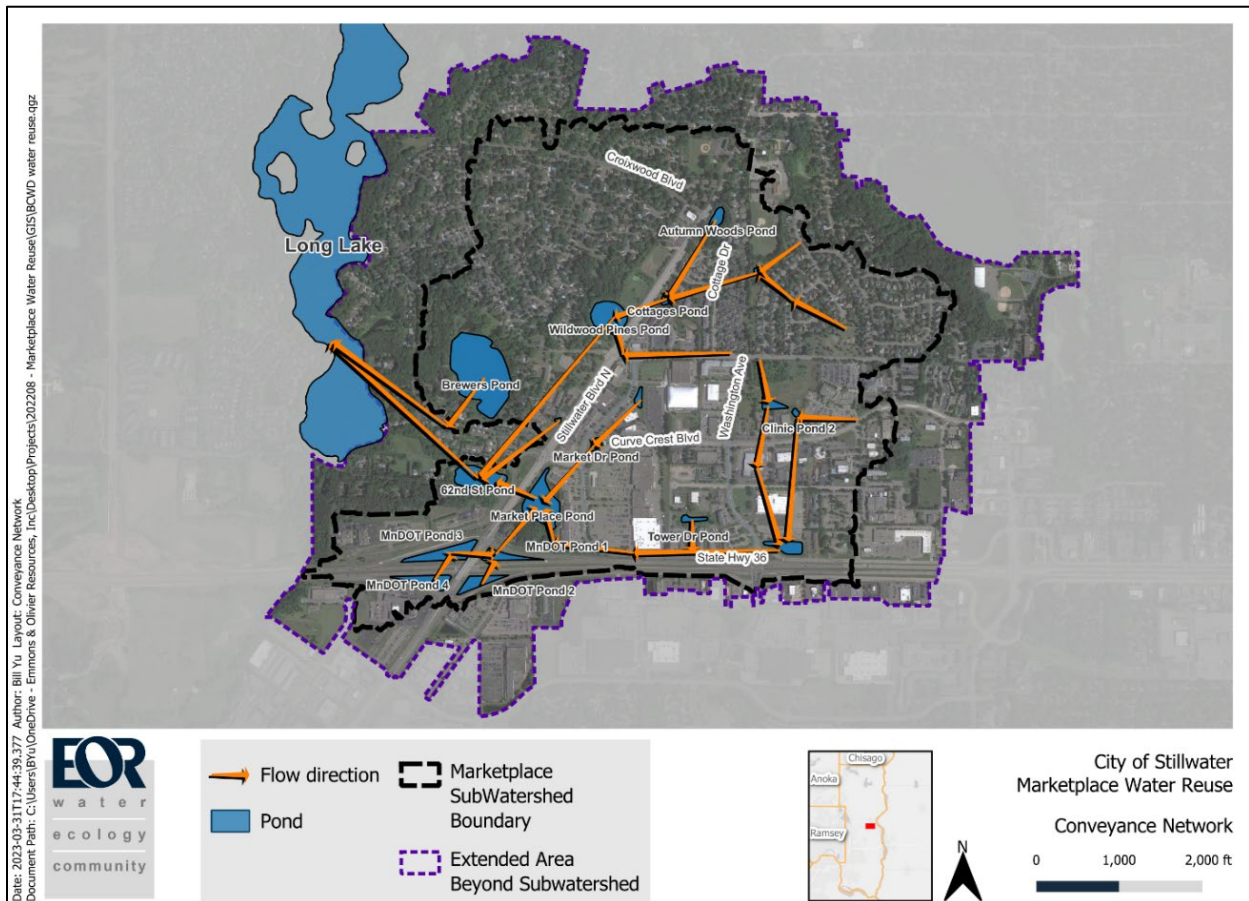 Date: 2023-03-31T17:44:39.377 Author: Bill Yu Layout: Conveyance Network
Document Path: C:\Users\BYu\OneDrive - Emmons & Olivier Resources, Inc\Desktop\Projects\202208 - Marketplace Water Reuse\GIS\BCWD water reuse.qgz
Croixwood Blvd
Autumn Woods Pond
Long Lake
Cottage Dr
Cottages Pond
Wildwood Pines Pond
Brewers Pond
Stillwater Blvd N
Washington Ave
Clinic Pond 2
Curve Crest Blvd
Market Dr Pond
62nd St Pond
Market Place Pond
MnDOT Pond 3
MnDOT Pond 1
Tower Dr Pond
State Hwy 36
MnDOT Pond 4
MnDOT Pond 2
EOR
water
ecology
community
Flow direction
Pond
Marketplace
SubWatershed
Boundary
Extended Area
Beyond Subwatershed
Chisago
Anoka
Ramsey
N
City of Stillwater
Marketplace Water Reuse
Conveyance Network
0 1,000 2,000 ft